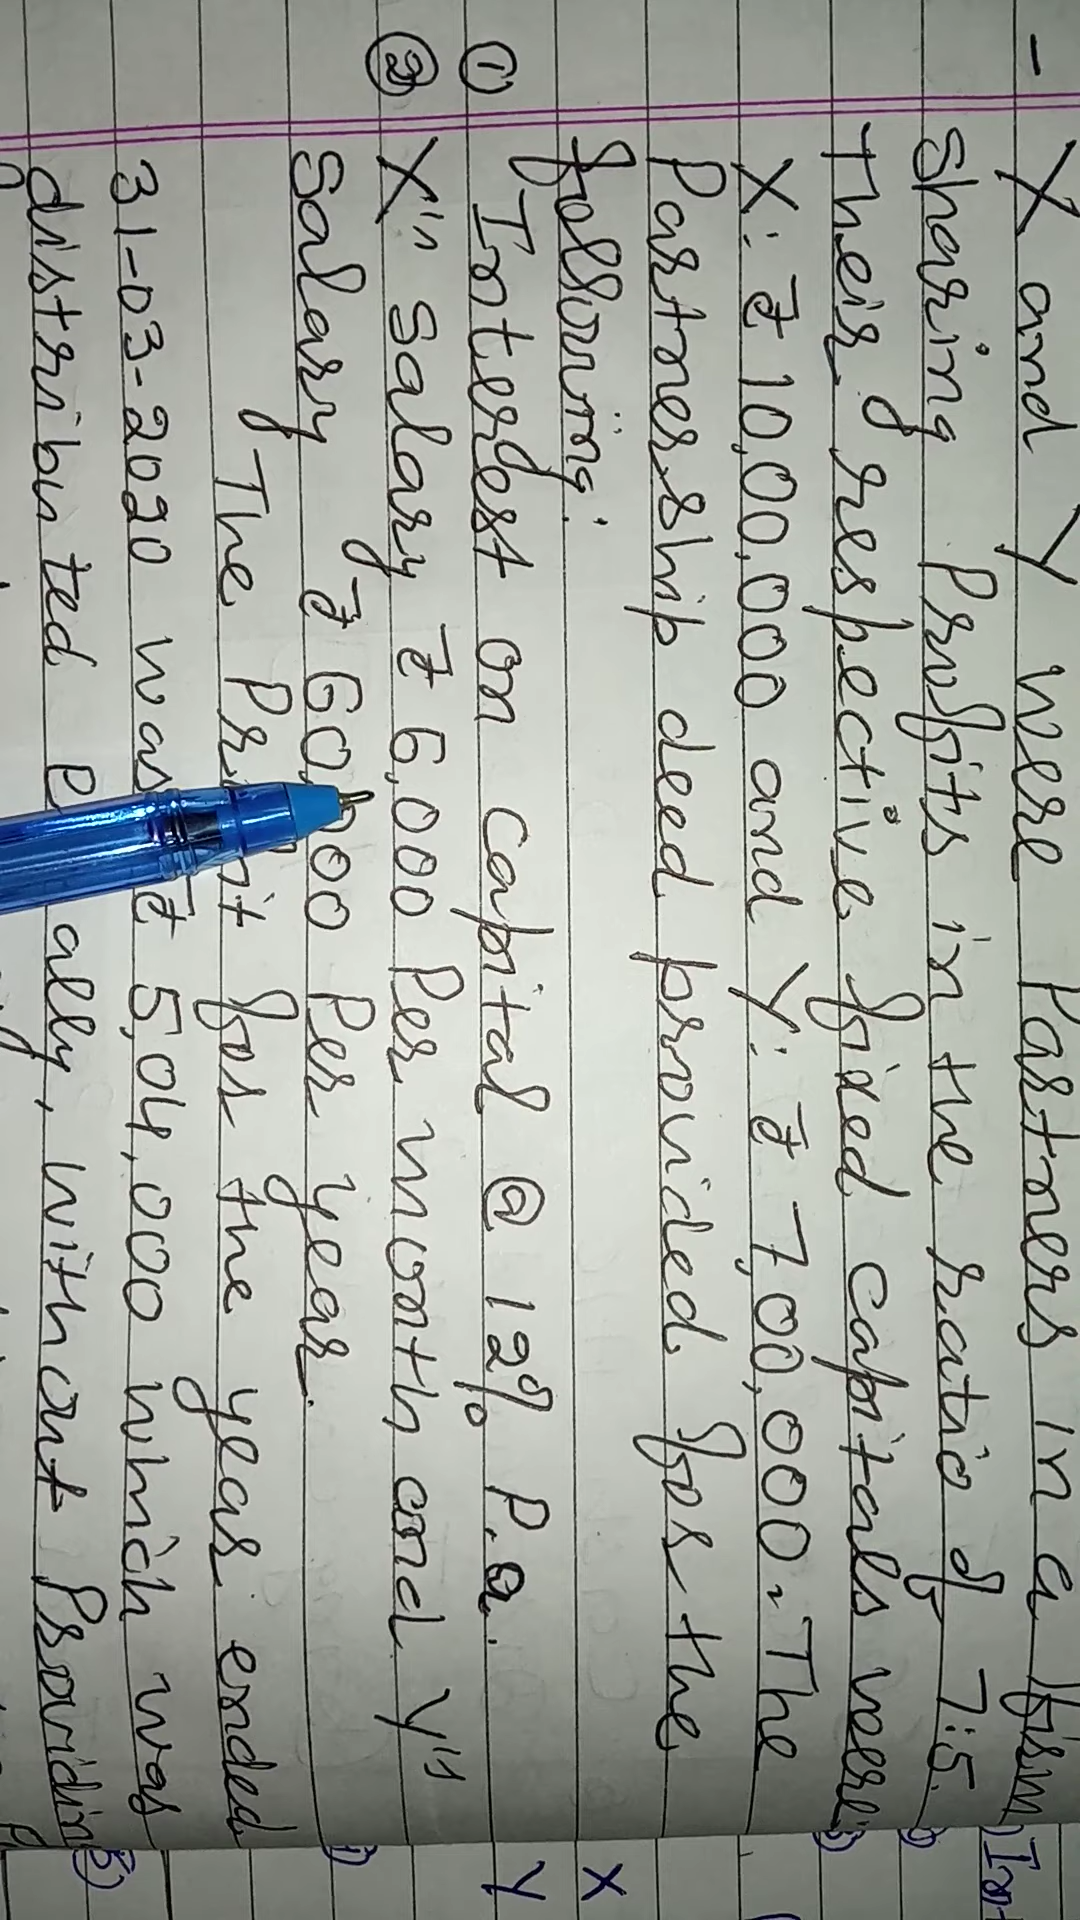 - X and Y were Partners in a firm
sharing Profits in the ratio of 7:5.
Their respective fixed capitals were
X: ₹ 10,00,000 and Y: ₹ 7,00,000. The
Partnership deed provided for the
following:
① Interest on capital @ 12% P.a.
② X's salary ₹ 6,000 Per month and Y's
salary ₹ 60,000 Per year.
The Profit for the year ended
31-03-2020 was ₹ 5,04,000 which was
distributed ally, without Providin
X
Y